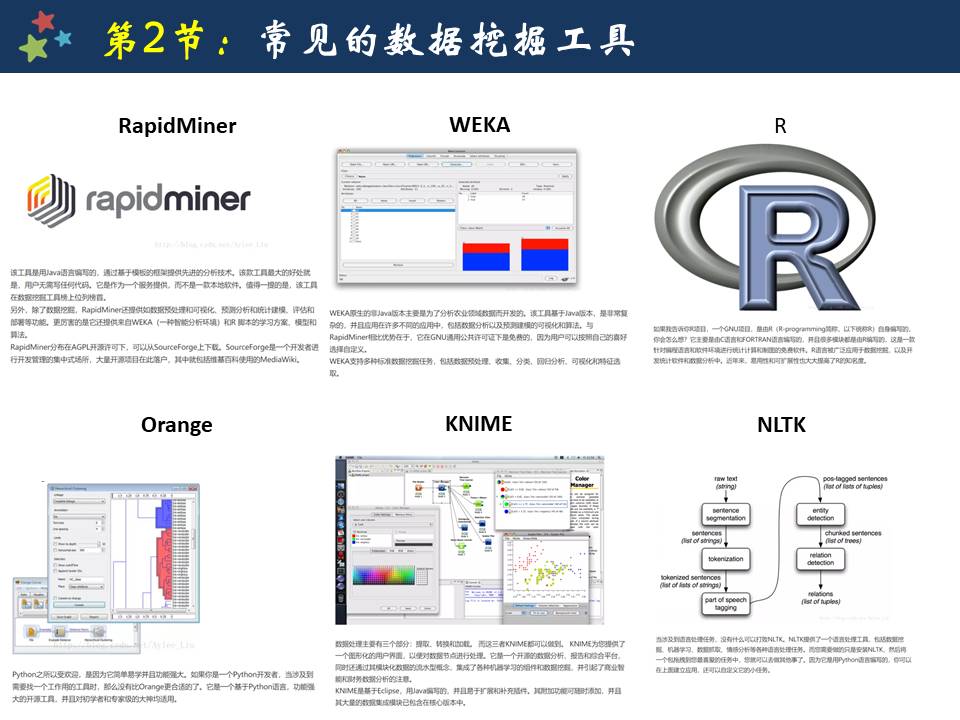 第2节：常见的数据挖掘工具
RapidMiner
WEKA
R
rapidminer
http://blog.csdn.net/Aylee_Liu
R
该工具是用Java语言编写的，通过基于模板的框架提供先进的分析技术。该款工具最大的好处就
是，用户无需写任何代码。它是作为一个服务提供，而不是一款本地软件。值得一提的是，该工具
在数据挖掘工具榜上位列榜首。
另外，除了数据挖掘，RapidMiner还提供如数据预处理和可视化、预测分析和统计建模、评估和
部署等功能。更厉害的是它还提供来自WEKA（一种智能分析环境）和R 脚本的学习方案、模型和
算法。
RapidMiner分布在AGPL开源许可下，可以从SourceForge上下载。SourceForge是一个开发者进
行开发管理的集中式场所，大量开源项目在此落户，其中就包括维基百科使用的MediaWiki。
WEKA原生的非Java版本主要是为了分析农业领域数据而开发的。该工具基于Java版本，是非常复
杂的，并且应用在许多不同的应用中，包括数据分析以及预测建模的可视化和算法。与
RapidMiner相比优势在于，它在GNU通用公共许可证下是免费的，因为用户可以按照自己的喜好
选择自定义。
WEKA支持多种标准数据挖掘任务，包括数据预处理、收集、分类、回归分析、可视化和特征选
取。
如果我告诉你R项目，一个GNU项目，是由R（R-programming简称，以下统称R）自身编写的，
你会怎么想？它主要是由C语言和FORTRAN语言编写的，并且很多模块都是由R编写的，这是一款
针对编程语言和软件环境进行统计计算和制图的免费软件。R语言被广泛应用于数据挖掘，以及开
发统计软件和数据分析中。近年来，易用性和可扩展性也大大提高了R的知名度。
Orange
KNIME
NLTK
Color
Manager
raw text
(string)
sentence
segmentation
sentences
(list of strings)
tokenization
tokenized sentences
(list of lists of strings)
part of speech
tagging
pos-tagged sentences
(list of lists of tuples)
entity
detection
chunked sentences
(list of trees)
relation
detection
relations
(list of tuples)
http://blog.csdn.net/Aylee_Liu
Python之所以受欢迎，是因为它简单易学并且功能强大。如果你是一个Python开发者，当涉及到
需要找一个工作用的工具时，那么没有比Orange更合适的了。它是一个基于Python语言，功能强
大的开源工具，并且对初学者和专家级的大神均适用。
数据处理主要有三个部分：提取、转换和加载。 而这三者KNIME都可以做到。 KNIME为您提供了
一个图形化的用户界面，以便对数据节点进行处理。它是一个开源的数据分析、报告和综合平台，
同时还通过其模块化数据的流水型概念，集成了各种机器学习的组件和数据挖掘，并引起了商业智
能和财务数据分析的注意。
KNIME是基于Eclipse，用Java编写的，并且易于扩展和补充插件。其附加功能可随时添加，并且
其大量的数据集成模块已包含在核心版本中。
当涉及到语言处理任务，没有什么可以打败NLTK。NLTK提供了一个语言处理工具，包括数据挖
掘、机器学习、数据抓取、情感分析等各种语言处理任务。而您需要做的只是安装NLTK，然后将
一个包拖拽到您最喜爱的任务中，您就可以去做其他事了。因为它是用Python语言编写的，你可以
在上面建立应用，还可以自定义它的小任务。